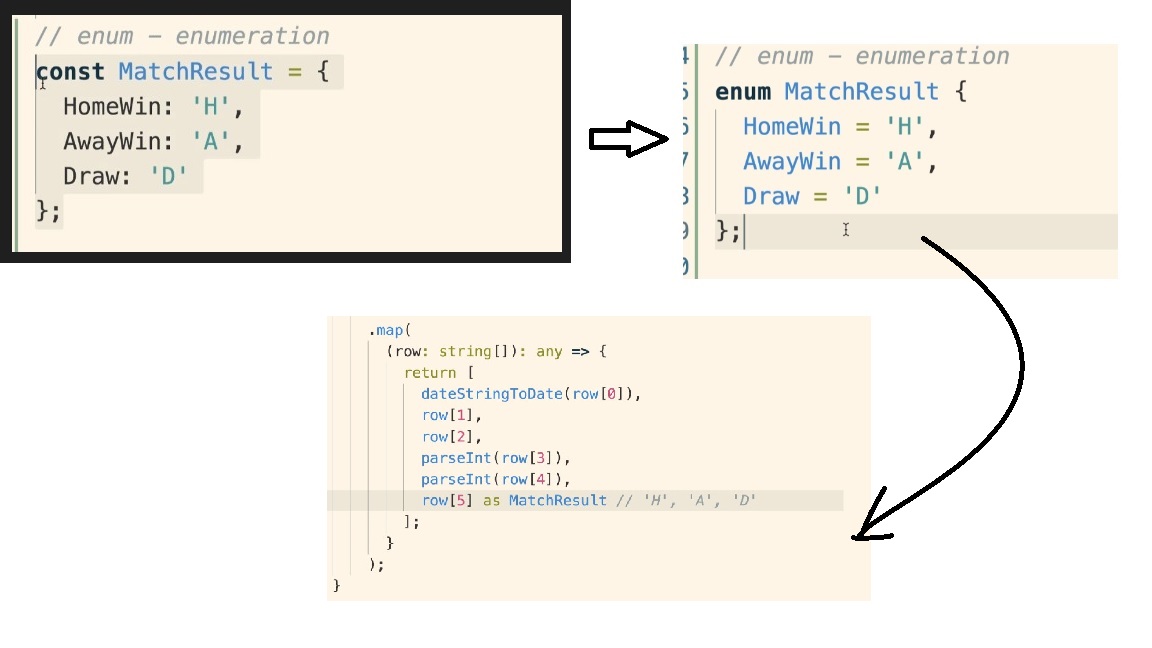 // enum - enumeration
const MatchResult = {
HomeWin: 'H',
AwayWin: 'A',
Draw: 'D'
};
4 // enum - enumeration
5 enum MatchResult {
6 HomeWin = 'H',
7 AwayWin = 'A',
8 Draw = 'D'
9 };
0
.map(
(row: string[]): any => {
return [
dateStringToDate(row[0]),
row[1],
row[2],
parseInt(row[3]),
parseInt(row[4]),
row[5] as MatchResult // 'H', 'A', 'D'
];
}
);
}